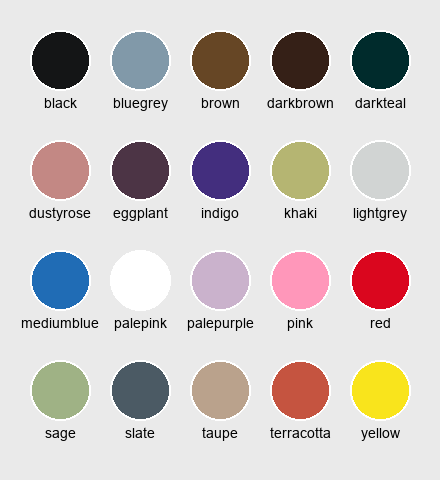 black bluegrey brown darkbrown darkteal
dustyrose eggplant indigo khaki lightgrey
mediumblue palepink palepurple pink red
sage slate taupe terracotta yellow